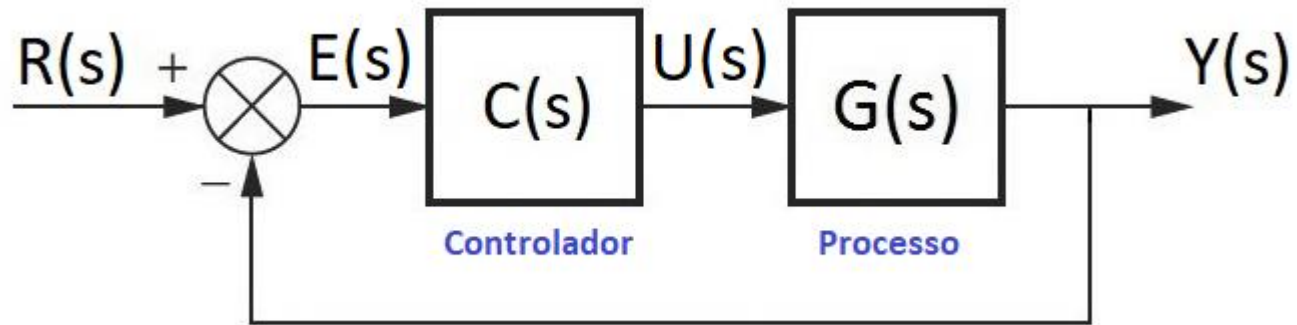 R(s) + E(s) C(s) U(s) G(s) Y(s)
−
Controlador Processo